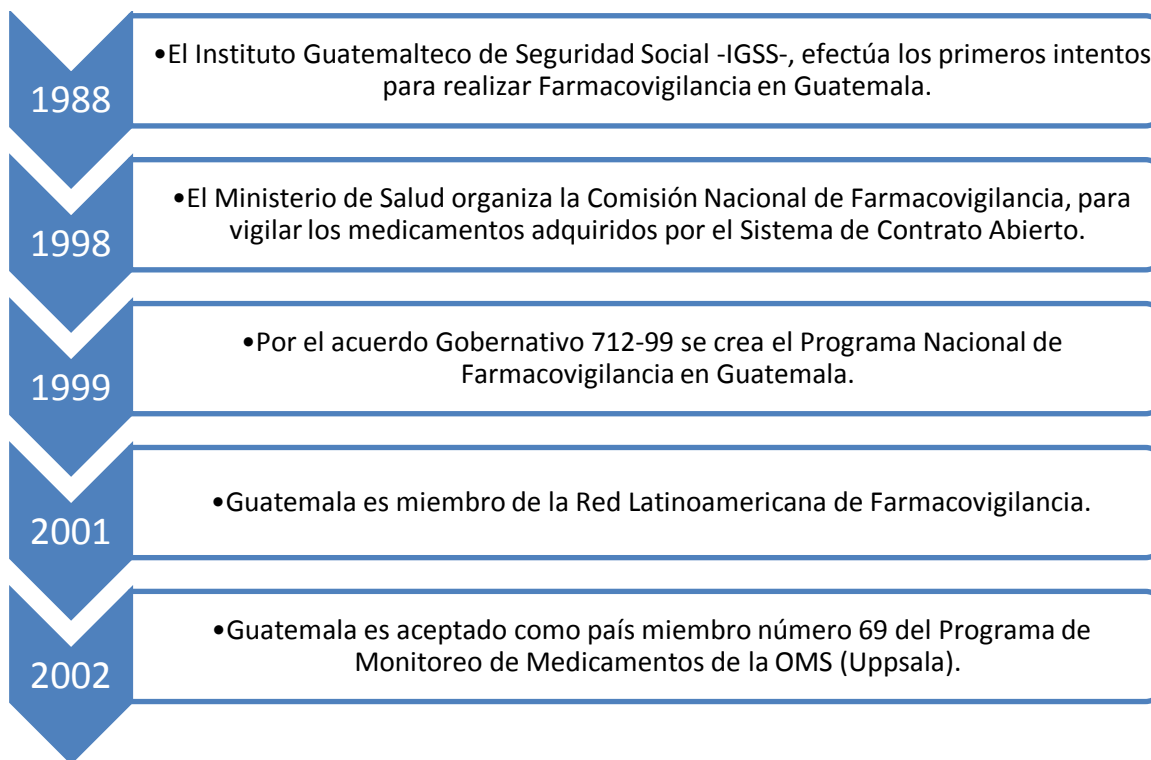 1988
•El Instituto Guatemalteco de Seguridad Social -IGSS-, efectúa los primeros intentos
para realizar Farmacovigilancia en Guatemala.
1998
•El Ministerio de Salud organiza la Comisión Nacional de Farmacovigilancia, para
vigilar los medicamentos adquiridos por el Sistema de Contrato Abierto.
1999
•Por el acuerdo Gobernativo 712-99 se crea el Programa Nacional de
Farmacovigilancia en Guatemala.
2001
•Guatemala es miembro de la Red Latinoamericana de Farmacovigilancia.
2002
•Guatemala es aceptado como país miembro número 69 del Programa de
Monitoreo de Medicamentos de la OMS (Uppsala).